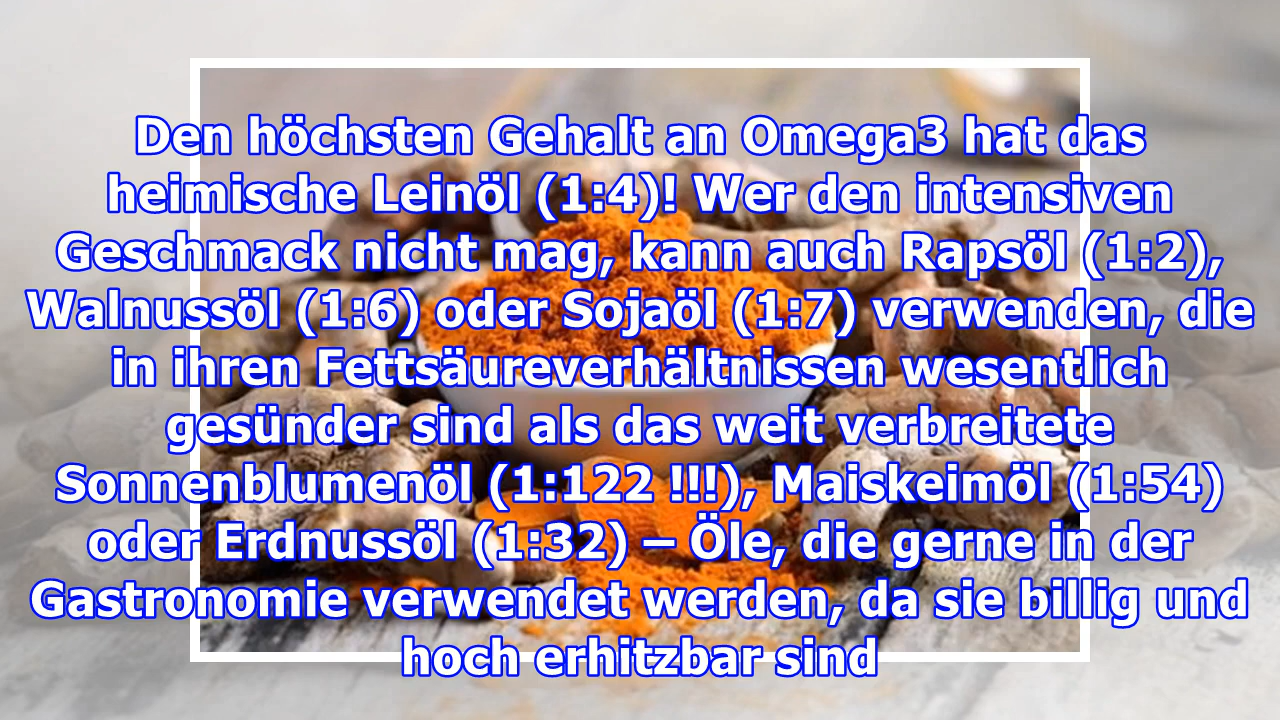 Den höchsten Gehalt an Omega3 hat das
heimische Leinöl (1:4)! Wer den intensiven
Geschmack nicht mag, kann auch Rapsöl (1:2),
Walnussöl (1:6) oder Sojaöl (1:7) verwenden, die
in ihren Fettsäureverhältnissen wesentlich
gesünder sind als das weit verbreitete
Sonnenblumenöl (1:122 !!!), Maiskeimöl (1:54)
oder Erdnussöl (1:32) – Öle, die gerne in der
Gastronomie verwendet werden, da sie billig und
hoch erhitzbar sind